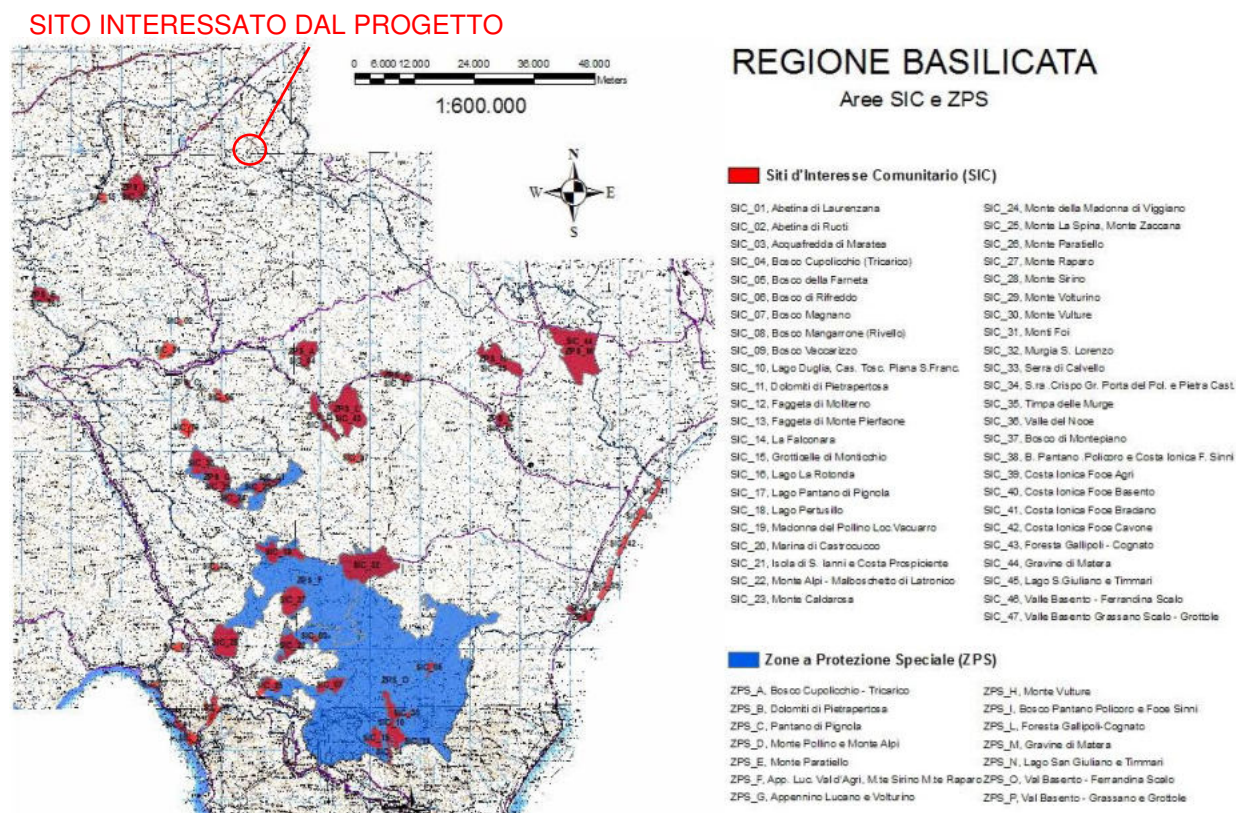 SITO INTERESSATO DAL PROGETTO
0 6.000 12.000 24.000 36.000 48.000
Meters
1:600.000
N
W E
S
REGIONE BASILICATA
Aree SIC e ZPS
Siti d'Interesse Comunitario (SIC)
SIC_01, Abetina di Laurenzana
SIC_02, Abetina di Ruoti
SIC_03, Acquafredda di Maratea
SIC_04, Bosco Cupolicchio (Tricarico)
SIC_05, Bosco della Farneta
SIC_06, Bosco di Rifreddo
SIC_07, Bosco Magnano
SIC_08, Bosco Mangarrone (Rivello)
SIC_09, Bosco Vaccarizzo
SIC_10, Lago Duglia, Cas. Tosc. Piana S.Franc.
SIC_11, Dolomiti di Pietrapertosa
SIC_12, Faggeta di Moliterno
SIC_13, Faggeta di Monte Pierfaone
SIC_14, La Falconara
SIC_15, Grotticelle di Monticchio
SIC_16, Lago La Rotonda
SIC_17, Lago Pantano di Pignola
SIC_18, Lago Pertusillo
SIC_19, Madonna del Pollino Loc.Vacuarro
SIC_20, Marina di Castrocucco
SIC_21, Isola di S. Ianni e Costa Prospiciente
SIC_22, Monte Alpi - Malboschetto di Latronico
SIC_23, Monte Caldarosa
SIC_24, Monte della Madonna di Viggiano
SIC_25, Monte La Spina, Monte Zaccana
SIC_26, Monte Paratiello
SIC_27, Monte Raparo
SIC_28, Monte Sirino
SIC_29, Monte Volturino
SIC_30, Monte Vulture
SIC_31, Monti Foi
SIC_32, Murgia S. Lorenzo
SIC_33, Serra di Calvello
SIC_34, S.ra. Crispo Gr. Porta del Pol. e Pietra Cast.
SIC_35, Timpa delle Murge
SIC_36, Valle del Noce
SIC_37, Bosco di Montepiano
SIC_38, B. Pantano .Policoro e Costa Ionica F. Sinni
SIC_39, Costa Ionica Foce Agri
SIC_40, Costa Ionica Foce Basento
SIC_41, Costa Ionica Foce Bradano
SIC_42, Costa Ionica Foce Cavone
SIC_43, Foresta Gallipoli - Cognato
SIC_44, Gravine di Matera
SIC_45, Lago S.Giuliano e Timmari
SIC_46, Valle Basento - Ferrandina Scalo
SIC_47, Valle Basento Grassano Scalo - Grottole
Zone a Protezione Speciale (ZPS)
ZPS_A, Bosco Cupolicchio - Tricarico
ZPS_B, Dolomiti di Pietrapertosa
ZPS_C, Pantano di Pignola
ZPS_D, Monte Pollino e Monte Alpi
ZPS_E, Monte Paratiello
ZPS_F, App. Luc. Val d'Agri, M.te Sirino M.te Raparo
ZPS_G, Appennino Lucano e Volturino
ZPS_H, Monte Vulture
ZPS_I, Bosco Pantano Policoro e Foce Sinni
ZPS_L, Foresta Gallipoli-Cognato
ZPS_M, Gravine di Matera
ZPS_N, Lago San Giuliano e Timmari
ZPS_O, Val Basento - Ferrandina Scalo
ZPS_P, Val Basento - Grassano e Grottole